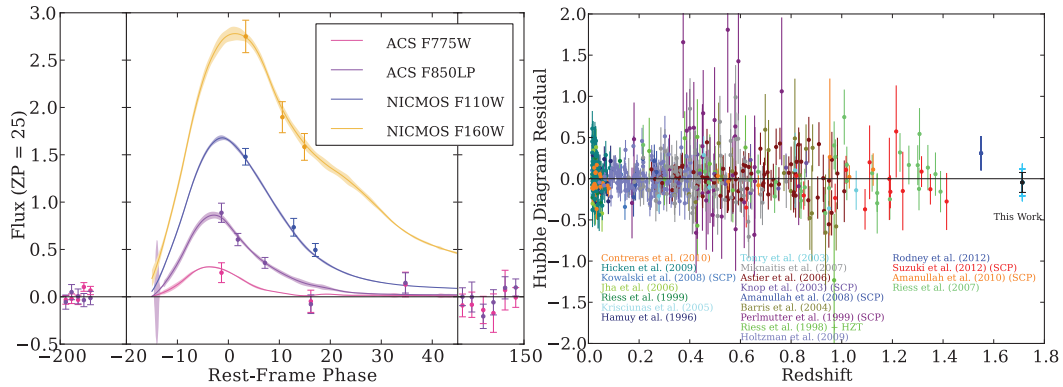 3.0
2.5
2.0
1.5
1.0
0.5
0.0
−0.5
Flux (ZP = 25)
ACS F775W
ACS F850LP
NICMOS F110W
NICMOS F160W
−200 −20 −10 0 10 20 30 40 150
Rest-Frame Phase
2.0
1.5
1.0
0.5
0.0
−0.5
−1.0
−1.5
−2.0
Hubble Diagram Residual
This Work
Contreras et al. (2010)
Hicken et al. (2009)
Kowalski et al. (2008) (SCP)
Jha et al. (2006)
Riess et al. (1999)
Krisciunas et al. (2005)
Hamuy et al. (1996)
Tonry et al. (2003)
Miknaitis et al. (2007)
Astier et al. (2006)
Knop et al. (2003) (SCP)
Amanullah et al. (2008) (SCP)
Barris et al. (2004)
Perlmutter et al. (1999) (SCP)
Riess et al. (1998) + HZT
Holtzman et al. (2009)
Rodney et al. (2012)
Suzuki et al. (2012) (SCP)
Amanullah et al. (2010) (SCP)
Riess et al. (2007)
0.0 0.2 0.4 0.6 0.8 1.0 1.2 1.4 1.6 1.8
Redshift